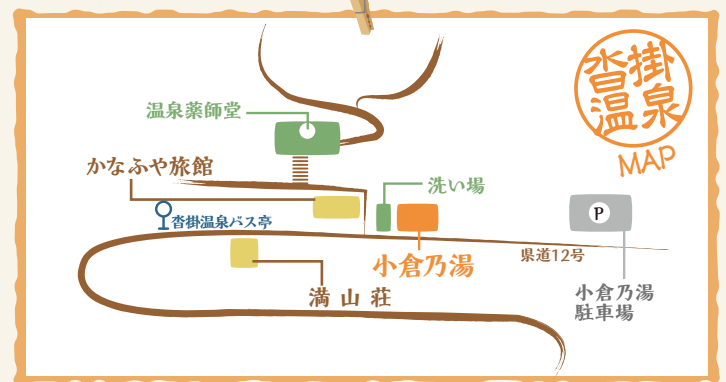 沓掛
温泉
MAP
温泉薬師堂
かなふや旅館
洗い場
沓掛温泉バス亭
P
小倉乃湯
県道12号
満山荘
小倉乃湯
駐車場